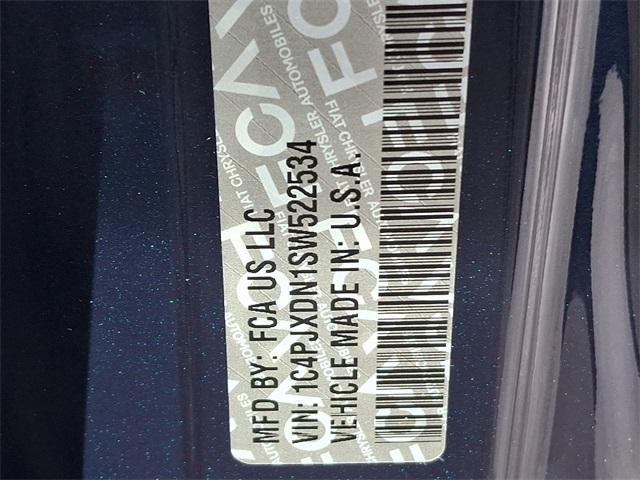 MFD BY: FCA US LLC
VIN: 1C4PJXDN1SW522534
VEHICLE MADE IN: U.S.A.